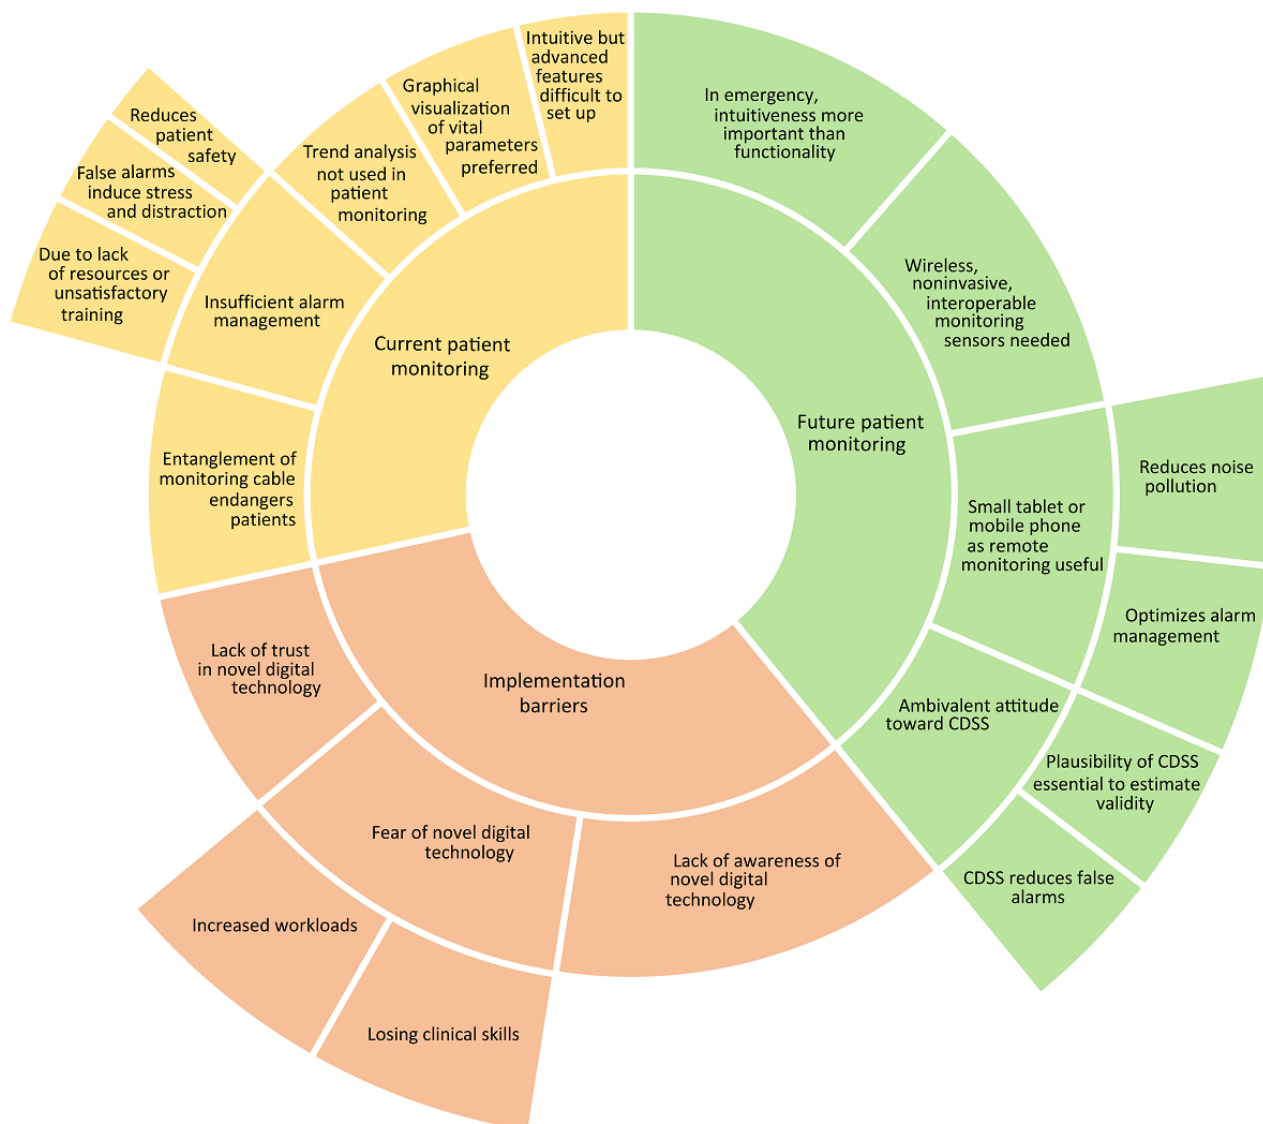 Intuitive but
advanced
features
difficult to
set up
Graphical
visualization
of vital
parameters
preferred
Trend analysis
not used in
patient
monitoring
Reduces
patient
safety
False alarms
induce stress
and distraction
Due to lack
of resources or
unsatisfactory
training
Insufficient alarm
management
Current patient
monitoring
Entanglement of
monitoring cable
endangers
patients
In emergency,
intuitiveness more
important than
functionality
Wireless,
noninvasive,
interoperable
monitoring
sensors needed
Future patient
monitoring
Small tablet or
mobile phone
as remote
monitoring useful
Reduces noise
pollution
Optimizes alarm
management
Ambivalent attitude
toward CDSS
Plausibility of CDSS
essential to estimate
validity
CDSS reduces false
alarms
Implementation
barriers
Lack of trust
in novel digital
technology
Fear of novel digital
technology
Lack of awareness of
novel digital
technology
Increased workloads
Losing clinical skills